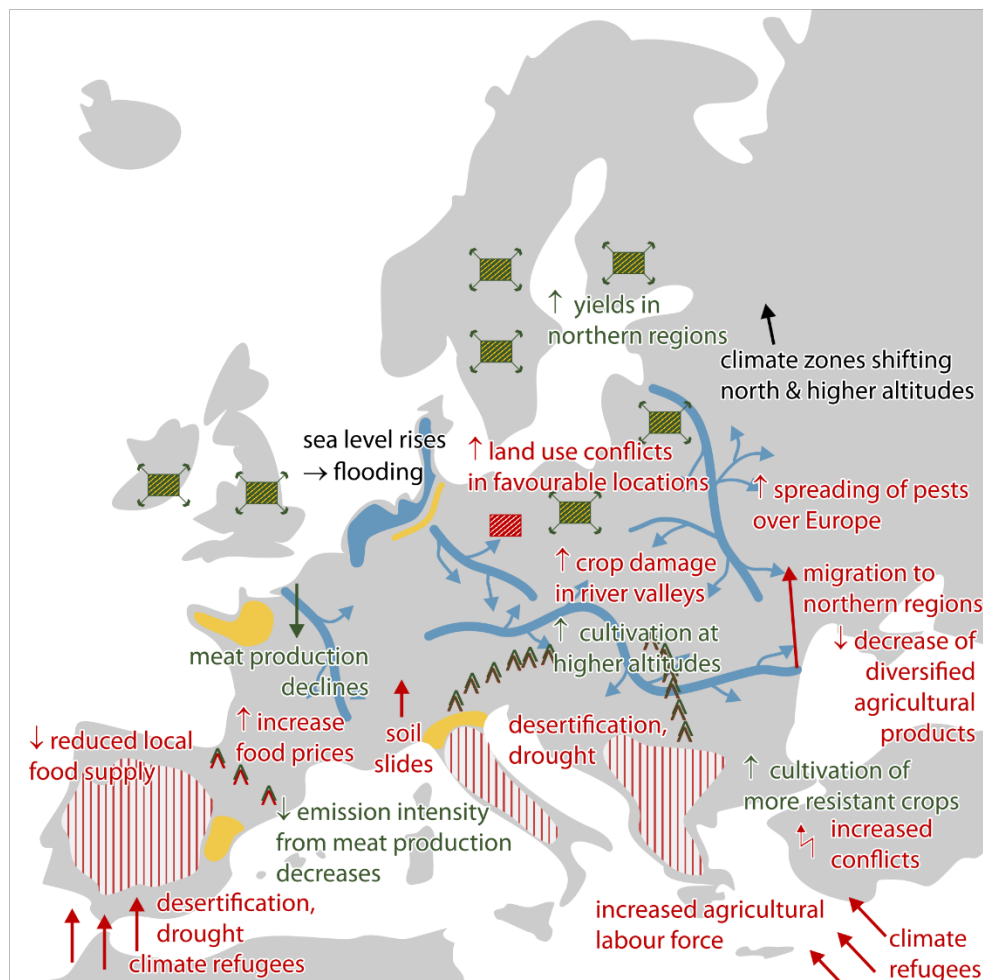 ↑ yields in
northern regions
climate zones shifting
north & higher altitudes
sea level rises
→ flooding
↑ land use conflicts
in favourable locations
↑ spreading of pests
over Europe
↑ crop damage
in river valleys
migration to
northern regions
↑ cultivation at
higher altitudes
↓ decrease of
diversified
agricultural
products
meat production
declines
↑ increase
food prices
soil
slides
desertification,
drought
↓ reduced local
food supply
↑ cultivation of
more resistant crops
↓ emission intensity
from meat production
decreases
increased
conflicts
desertification,
drought
climate refugees
increased agricultural
labour force
climate
refugees